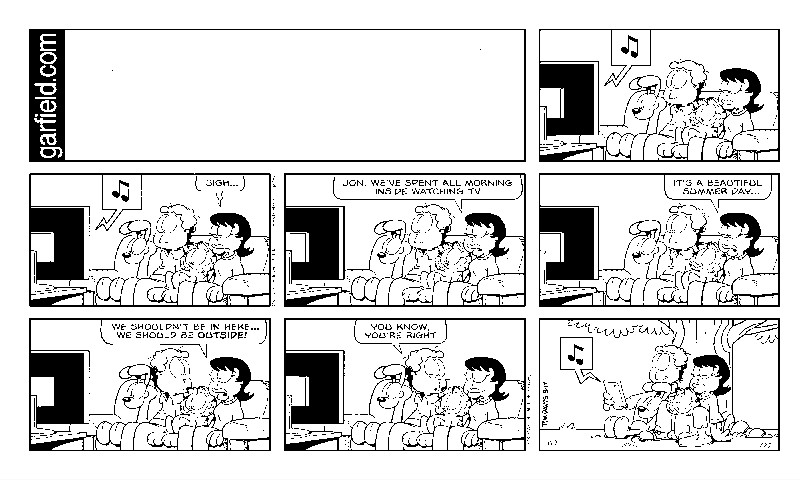 garfield.com
SIGH...
JON, WE'VE SPENT ALL MORNING
INSIDE WATCHING TV
IT'S A BEAUTIFUL
SUMMER DAY...
WE SHOULDN'T BE IN HERE...
WE SHOULD BE OUTSIDE!
YOU KNOW,
YOU'RE RIGHT